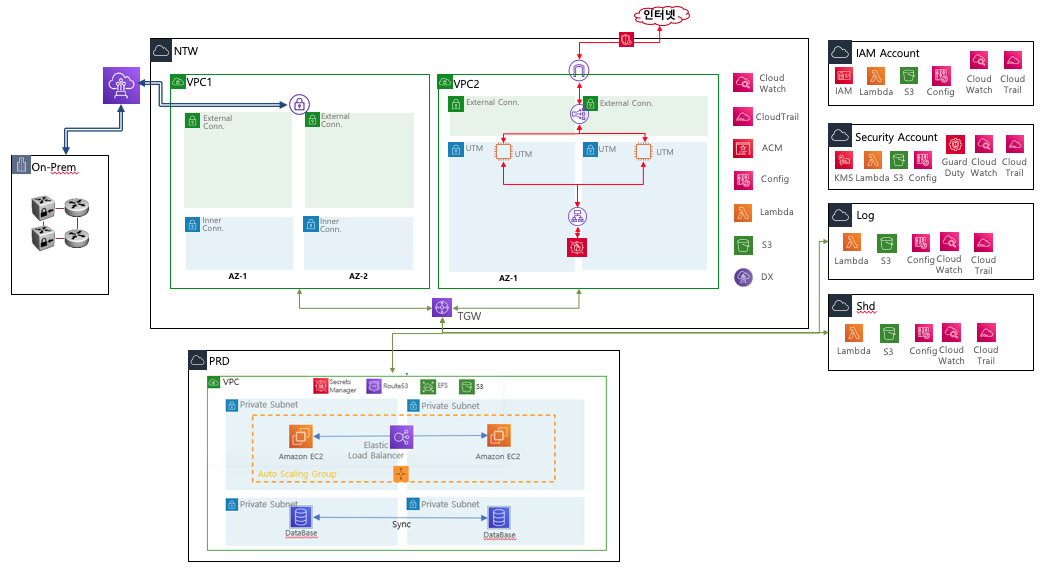 인터넷
NTW
VPC1
External
Conn.
External
Conn.
Inner
Conn.
Inner
Conn.
AZ-1
AZ-2
VPC2
External Conn.
External Conn.
UTM
UTM
UTM
UTM
AZ-1
TGW
Cloud
Watch
CloudTrail
ACM
Config
Lambda
S3
DX
On-Prem
IAM Account
IAM
Lambda
S3
Config
Cloud
Watch
Cloud
Trail
Security Account
KMS
Lambda
S3
Config
Guard
Duty
Cloud
Watch
Cloud
Trail
Log
Lambda
S3
Config
Cloud
Watch
Cloud
Trail
Shd
Lambda
S3
Config
Cloud
Watch
Cloud
Trail
PRD
VPC
Secrets
Manager
Route53
EFS
S3
Private Subnet
Private Subnet
Amazon EC2
Elastic
Load Balancer
Amazon EC2
Auto Scaling Group
Private Subnet
Private Subnet
DataBase
Sync
DataBase